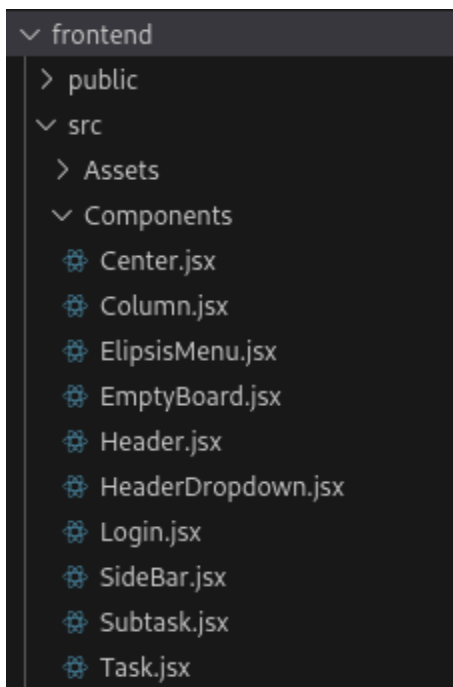 frontend
public
src
Assets
Components
Center.jsx
Column.jsx
ElipsisMenu.jsx
EmptyBoard.jsx
Header.jsx
HeaderDropdown.jsx
Login.jsx
SideBar.jsx
Subtask.jsx
Task.jsx